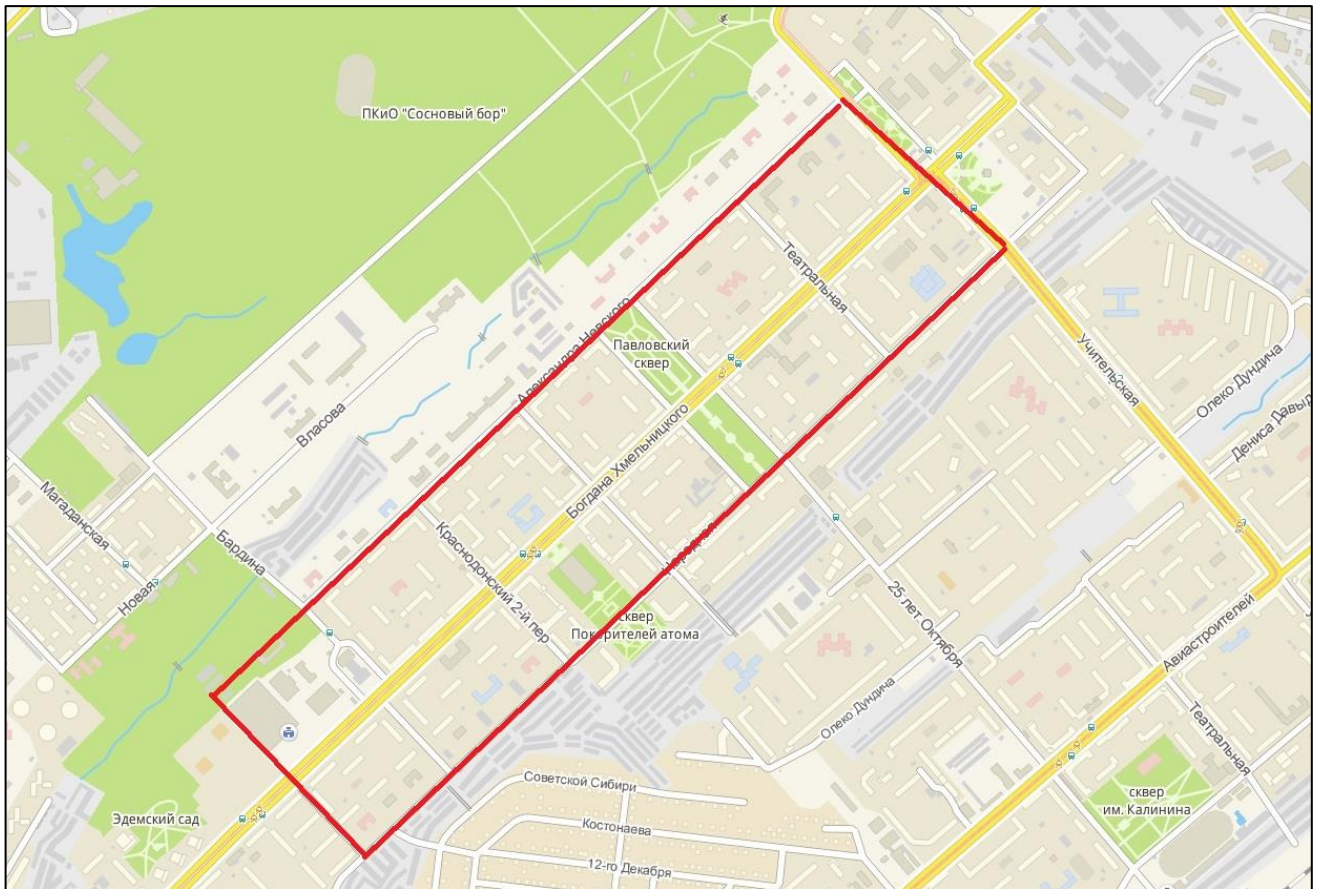 ПКиО "Сосновый бор"
Театральная
Павловский
сквер
Александра Невского
Учительская
Олеко Дундича
Дениса Давыд
Власова
Богдана Хмельницкого
Магаданская
Бардина
Народная
Краснодонский 2-й пер
Новая
25 лет Октября
Авиастроителей
сквер
Покорителей атома
Олеко Дундича
Театральная
Советской Сибири
сквер
им. Калинина
Эдемский сад
Костонаева
12-го Декабря